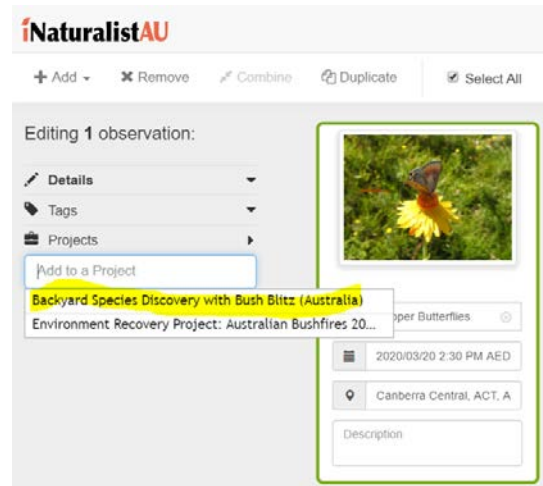 iNaturalistAU
Add Remove Combine Duplicate Select All
Editing 1 observation:
Details
Tags
Projects
Add to a Project
Backyard Species Discovery with Bush Blitz (Australia)
Environment Recovery Project: Australian Bushfires 20...
pper Butterflies
2020/03/20 2:30 PM AED
Canberra Central, ACT, A
Description